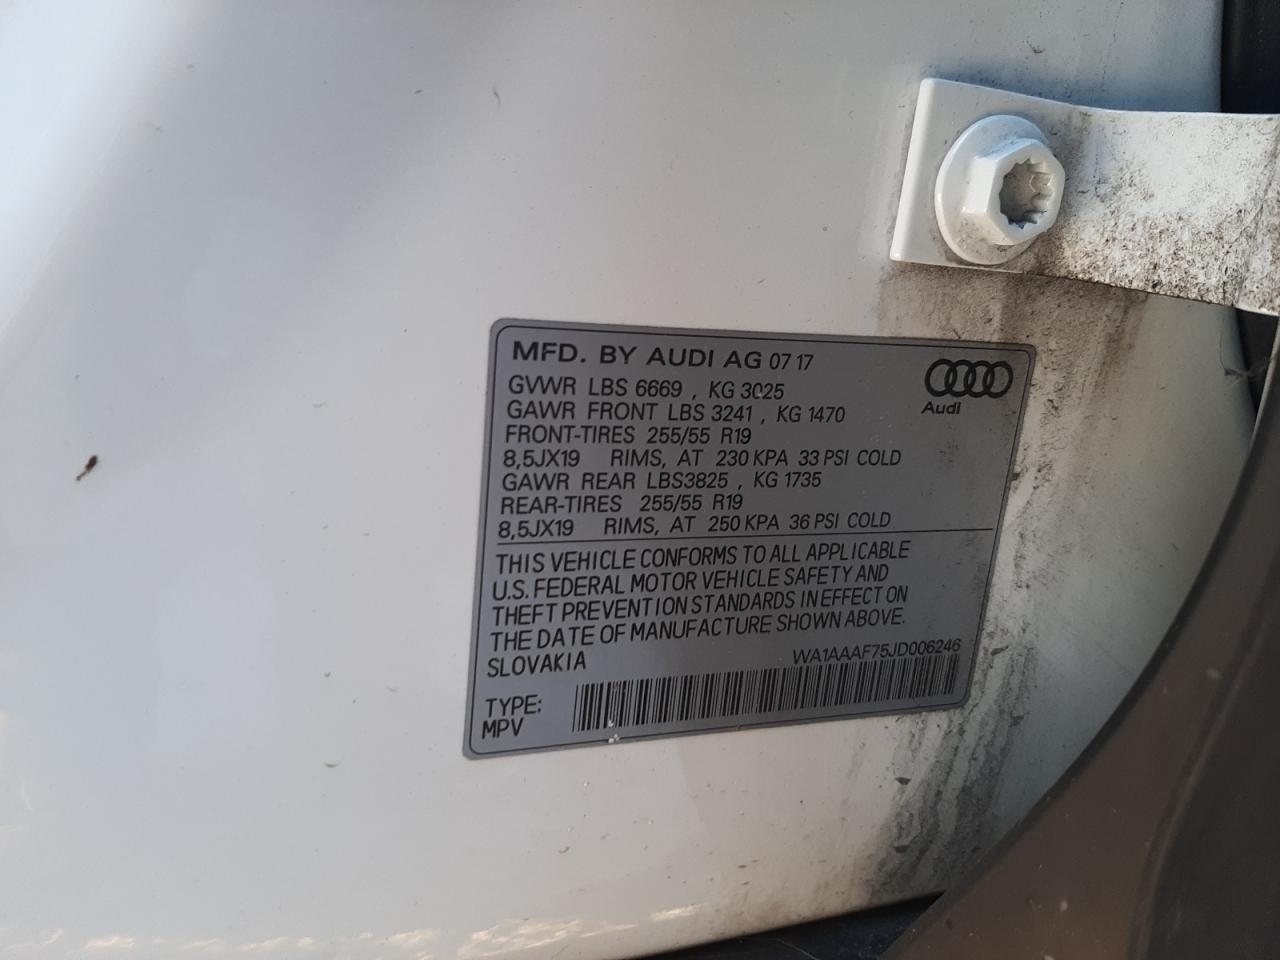 MFD. BY AUDI AG 07 17
GVWR LBS 6669 , KG 3025
GAWR FRONT LBS 3241 , KG 1470
FRONT-TIRES 255/55 R19
8,5JX19 RIMS, AT 230 KPA 33 PSI COLD
GAWR REAR LBS3825 , KG 1735
REAR-TIRES 255/55 R19
8,5JX19 RIMS, AT 250 KPA 36 PSI COLD
Audi
THIS VEHICLE CONFORMS TO ALL APPLICABLE
U.S. FEDERAL MOTOR VEHICLE SAFETY AND
THEFT PREVENTION STANDARDS IN EFFECT ON
THE DATE OF MANUFACTURE SHOWN ABOVE.
SLOVAKIA
WA1AAAF75JD006246
TYPE:
MPV